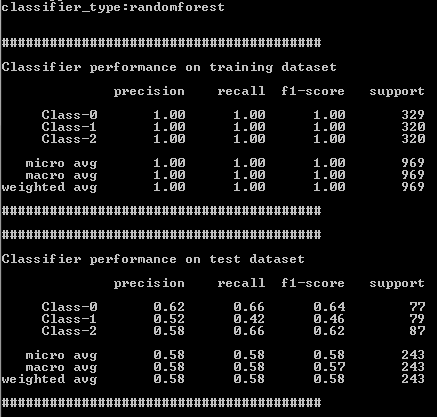 classifier_type:randomforest
########################################
Classifier performance on training dataset
precision recall f1-score support
Class-0 1.00 1.00 1.00 329
Class-1 1.00 1.00 1.00 320
Class-2 1.00 1.00 1.00 320
micro avg 1.00 1.00 1.00 969
macro avg 1.00 1.00 1.00 969
weighted avg 1.00 1.00 1.00 969
########################################
########################################
Classifier performance on test dataset
precision recall f1-score support
Class-0 0.62 0.66 0.64 77
Class-1 0.52 0.42 0.46 79
Class-2 0.58 0.66 0.62 87
micro avg 0.58 0.58 0.58 243
macro avg 0.58 0.58 0.57 243
weighted avg 0.58 0.58 0.58 243
########################################